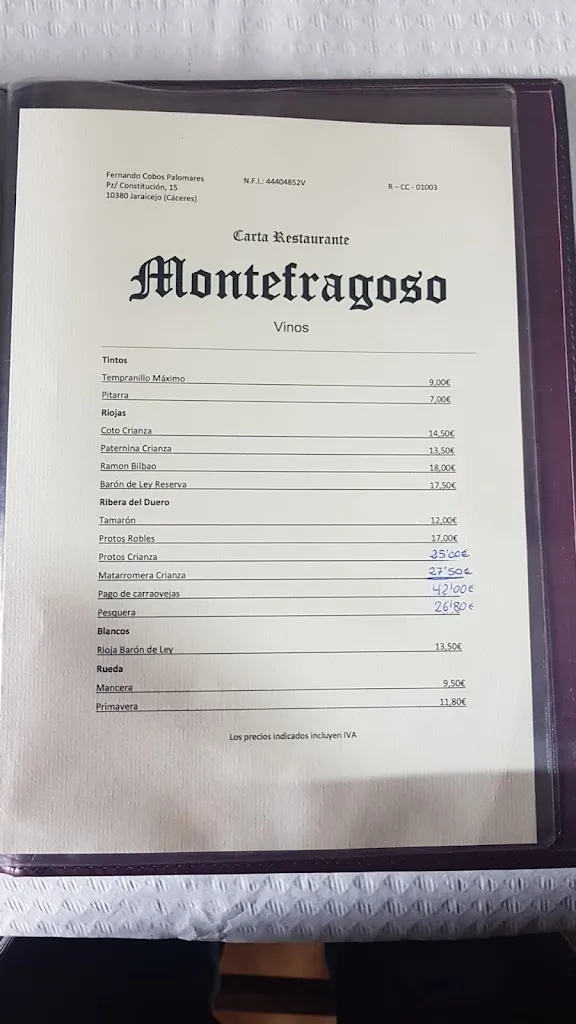 Fernando Cobos Palomares
Pz/ Constitución, 15
10380 Jaraicejo (Cáceres)
N.F.I.: 44404852V
R – CC - 01003
Carta Restaurante
Montefragoso
Vinos
Tintos
Tempranillo Máximo 9,00€
Pitarra 7,00€
Riojas
Coto Crianza 14,50€
Paternina Crianza 13,50€
Ramon Bilbao 18,00€
Barón de Ley Reserva 17,50€
Ribera del Duero
Tamarón 12,00€
Protos Robles 17,00€
Protos Crianza 25'00€
Matarromera Crianza 27'50€
Pago de carraovejas 42'00€
Pesquera 26'80€
Blancos
Rioja Barón de Ley 13,50€
Rueda
Mancera 9,50€
Primavera 11,80€
Los precios indicados incluyen IVA